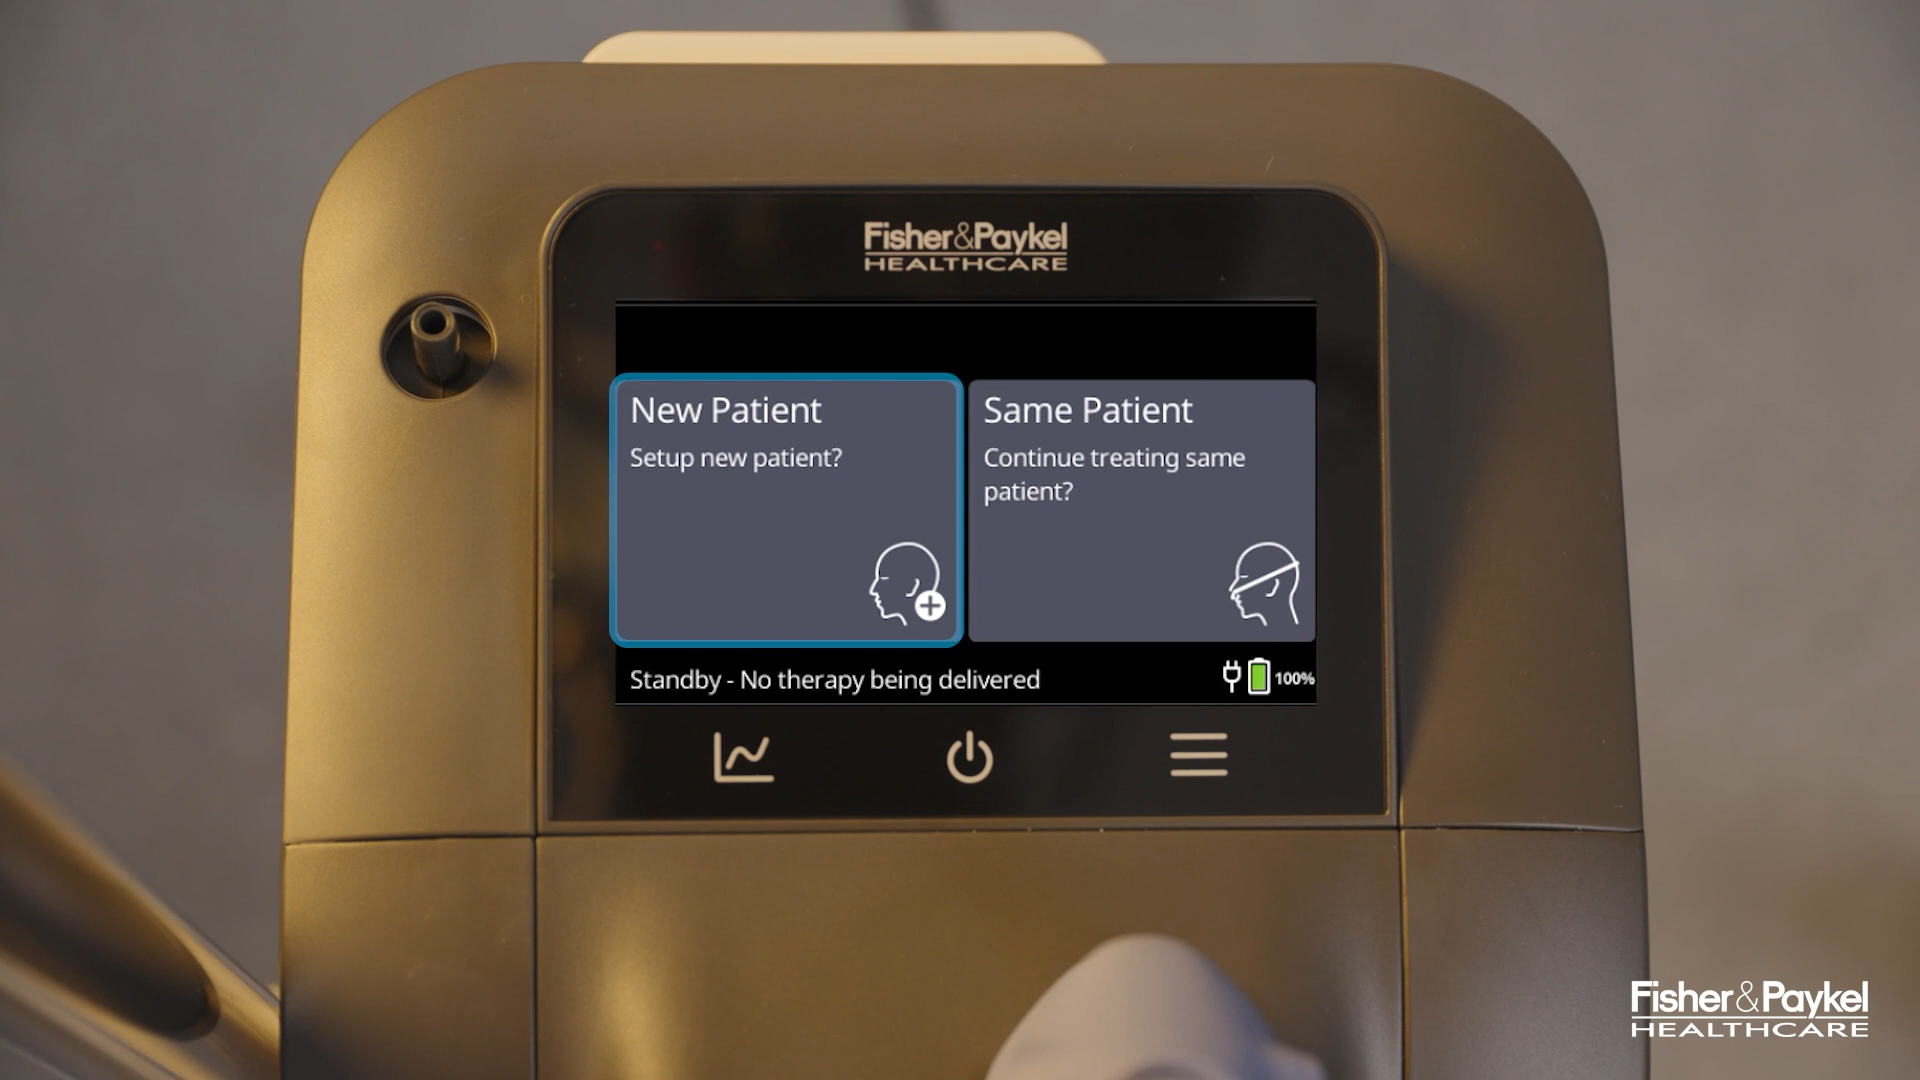 Fisher&Paykel
HEALTHCARE
New Patient
Setup new patient?
Same Patient
Continue treating same
patient?
Standby - No therapy being delivered
100%
Fisher&Paykel
HEALTHCARE